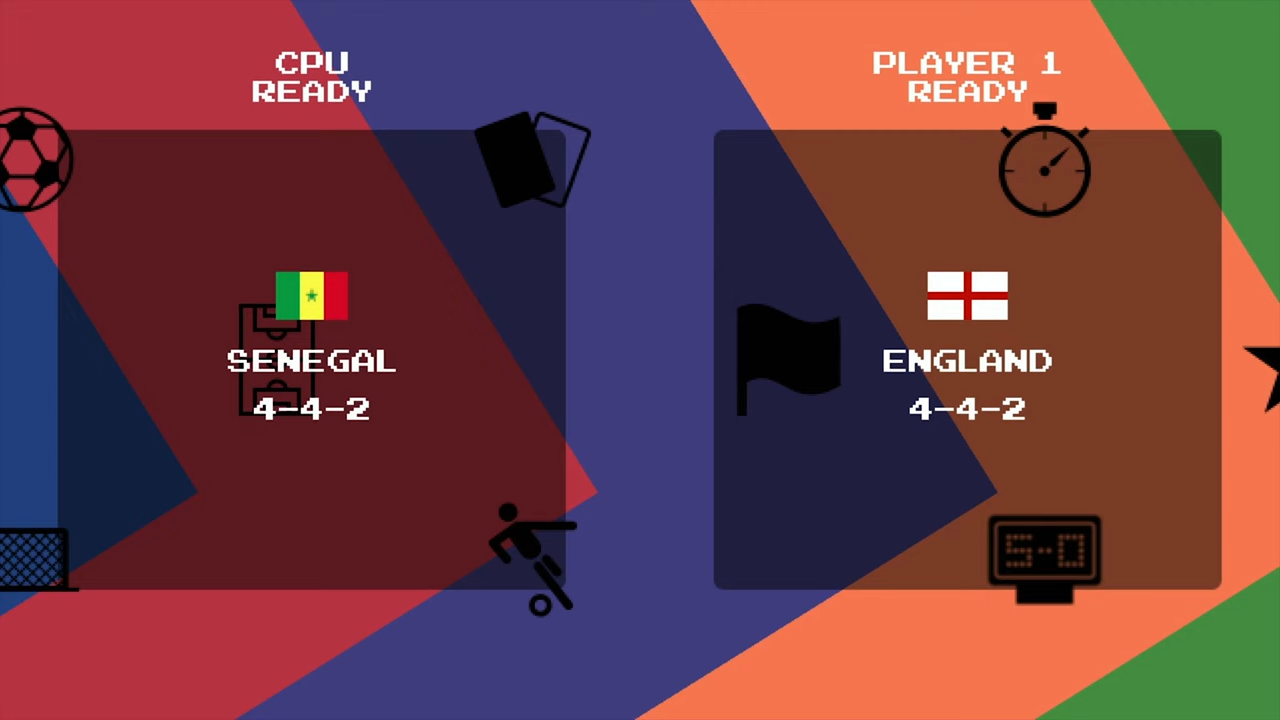 CPU
READY
SENEGAL
4-4-2
PLAYER 1
READY
ENGLAND
4-4-2
5-0